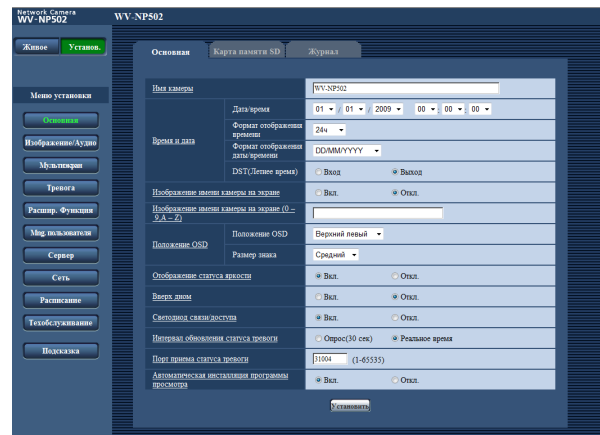 Network Camera
WV-NP502
WV-NP502
Живое Установ.
Основная Карта памяти SD Журнал
Меню установки
Основная
Изображение/Аудио
Мультиэкран
Тревога
Расшир. Функция
Mng. пользователя
Сервер
Сеть
Расписание
Техобслуживание
Подсказка
Имя камеры WV-NP502
Время и дата
Дата/время 01 / 01 / 2009 00 : 00 : 00
Формат отображения
времени 24ч
Формат отображения
даты/времени DD/MM/YYYY
DST(Летнее время) Вход Выход
Изображение имени камеры на экране Вкл. Откл.
Изображение имени камеры на экране (0 –
9,A – Z)
Положение OSD
Положение OSD Верхний левый
Размер знака Средний
Отображение статуса яркости Вкл. Откл.
Вверх дном Вкл. Откл.
Светодиод связи/доступа Вкл. Откл.
Интервал обновления статуса тревоги Опрос(30 сек) Реальное время
Порт приема статуса тревоги 31004 (1-65535)
Автоматическая инсталляция программы
просмотра Вкл. Откл.
Установить